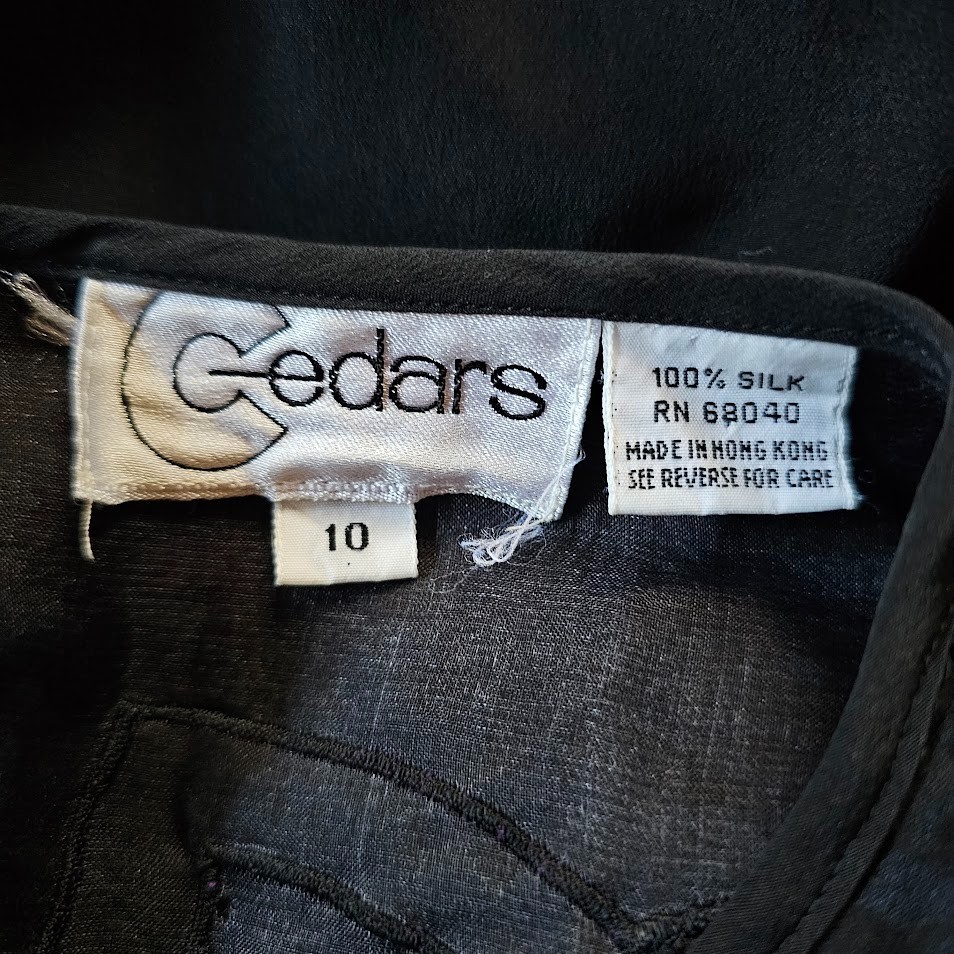 Cedars
10
100% SILK
RN 68040
MADE IN HONG KONG
SEE REVERSE FOR CARE